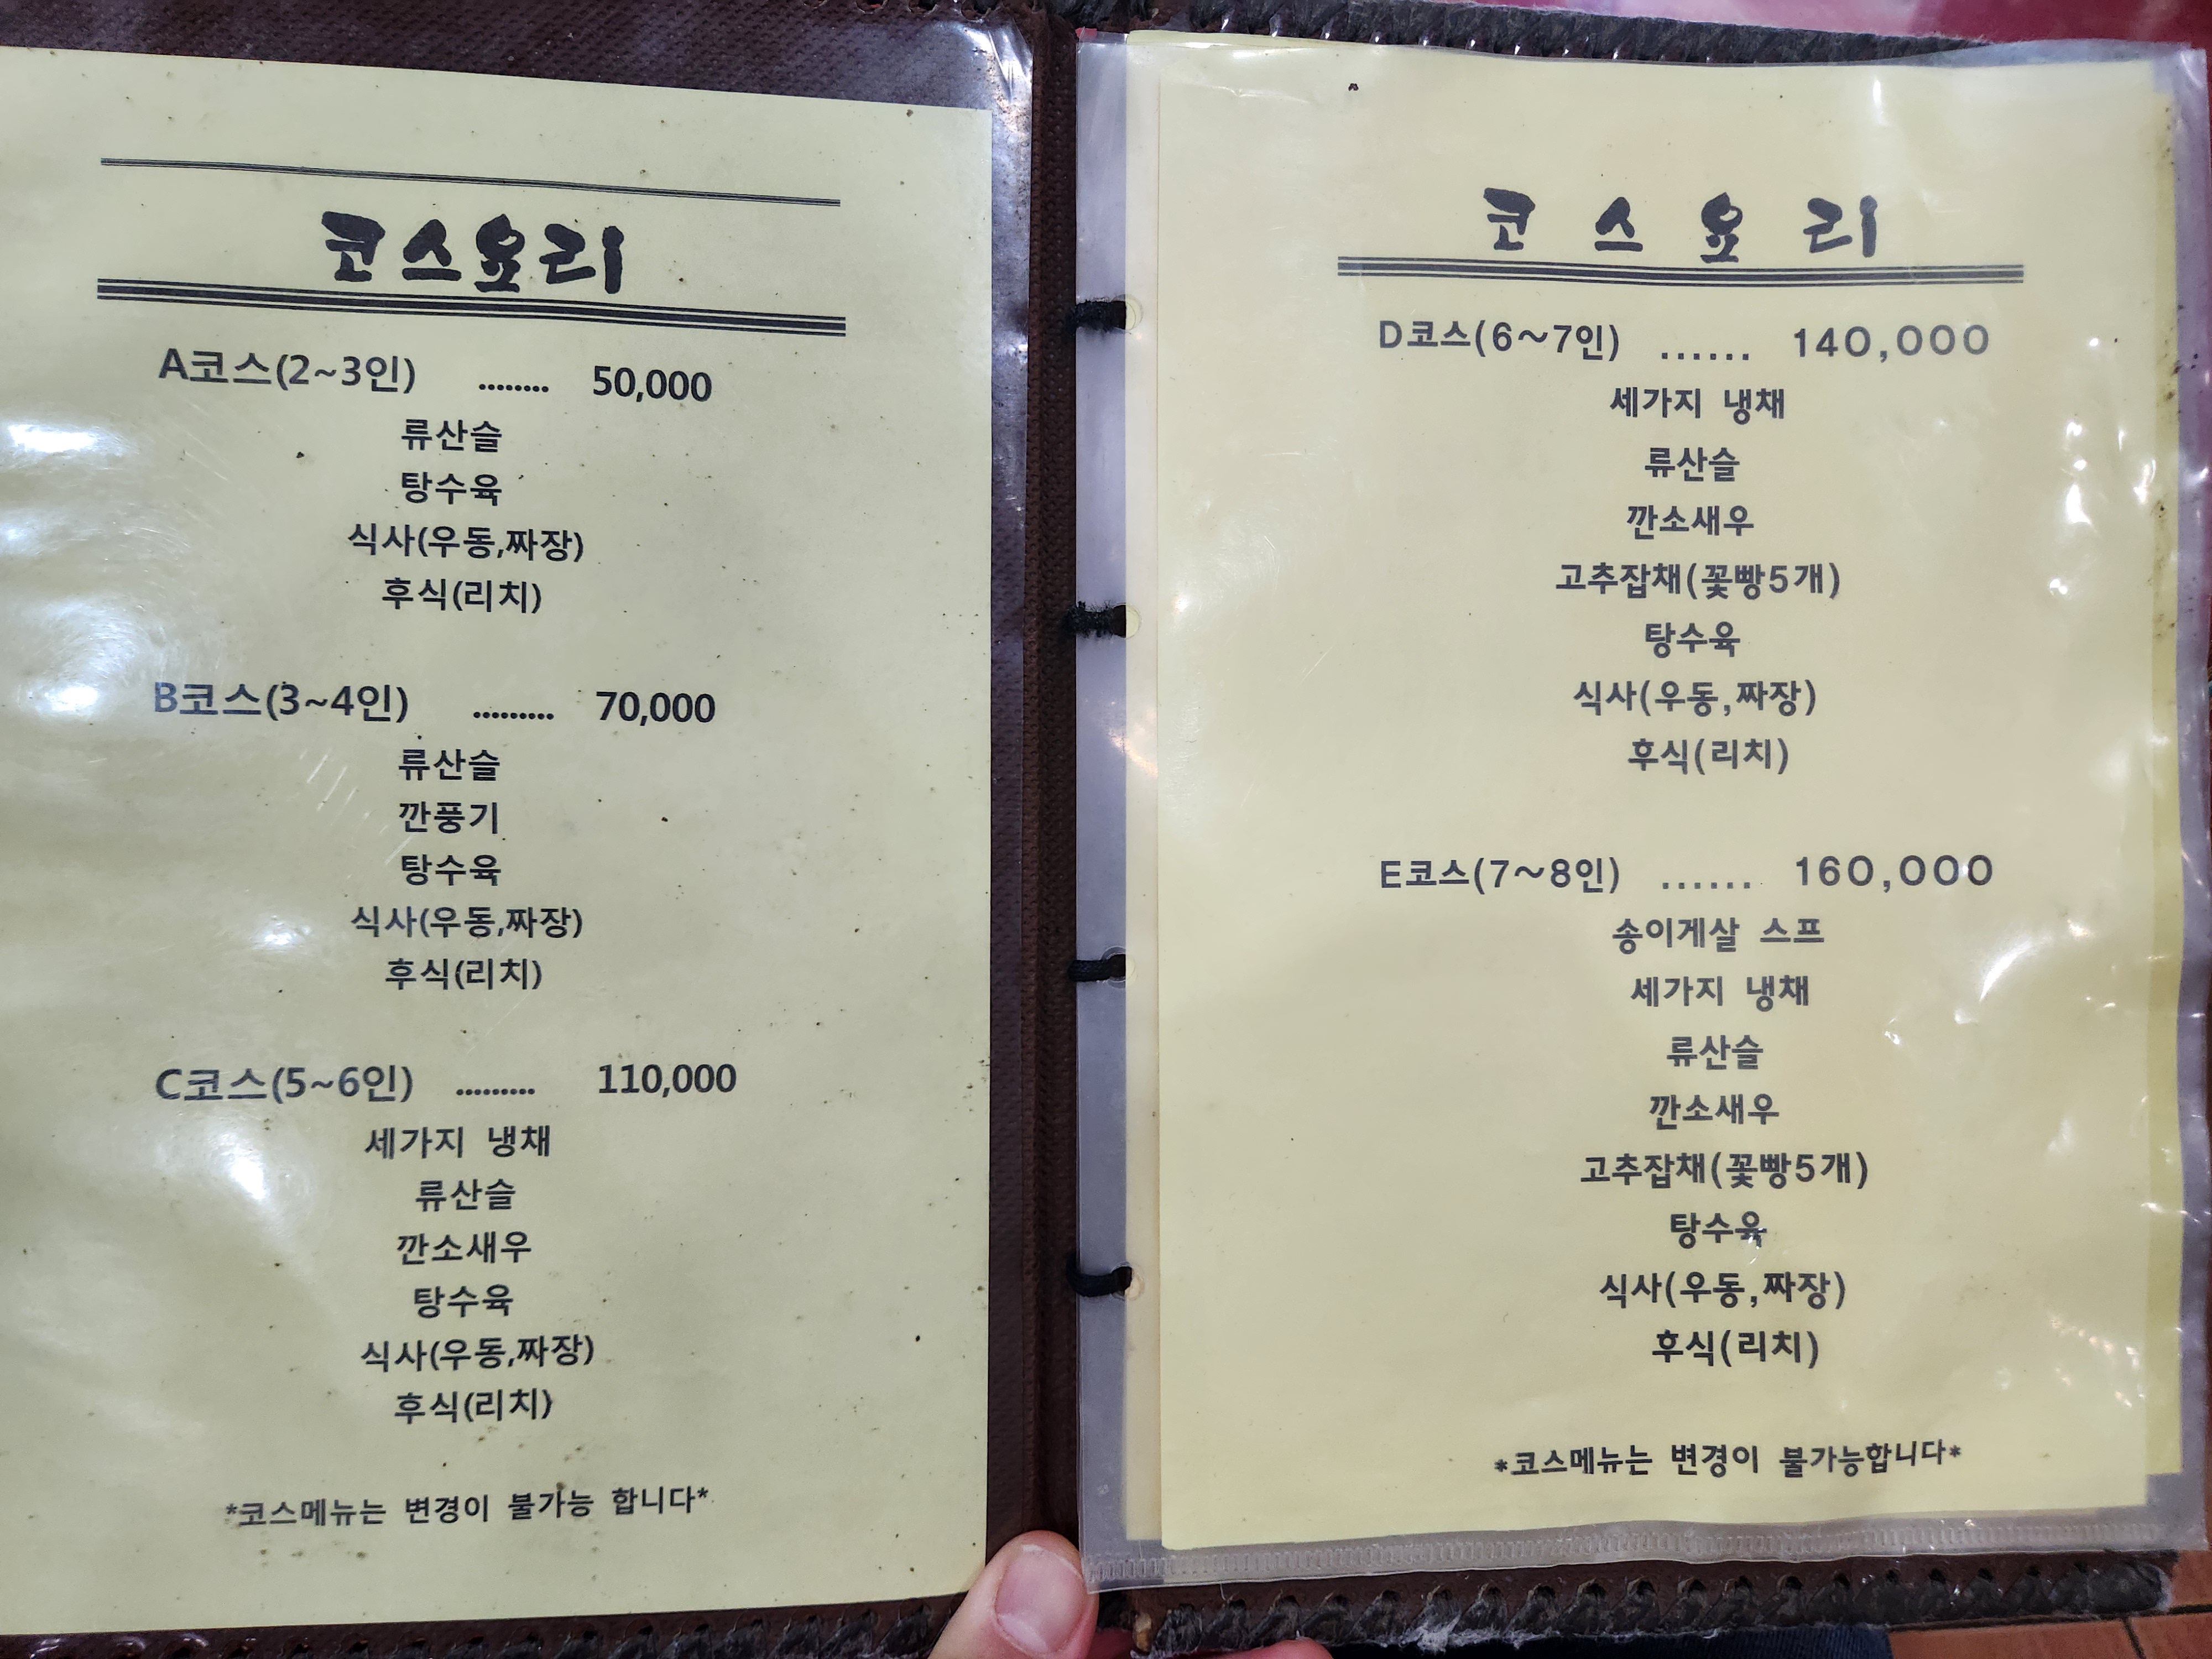 코스요리
A코스(2~3인) ........ 50,000
류산슬
탕수육
식사(우동,짜장)
후식(리치)
B코스(3~4인) ......... 70,000
류산슬
깐풍기
탕수육
식사(우동,짜장)
후식(리치)
C코스(5~6인) ......... 110,000
세가지 냉채
류산슬
깐소새우
탕수육
식사(우동,짜장)
후식(리치)
*코스메뉴는 변경이 불가능 합니다*
코 스 요 리
D코스(6~7인) ...... 140,000
세가지 냉채
류산슬
깐소새우
고추잡채(꽃빵5개)
탕수육
식사(우동,짜장)
후식(리치)
E코스(7~8인) ...... 160,000
송이게살 스프
세가지 냉채
류산슬
깐소새우
고추잡채(꽃빵5개)
탕수육
식사(우동,짜장)
후식(리치)
*코스메뉴는 변경이 불가능합니다*